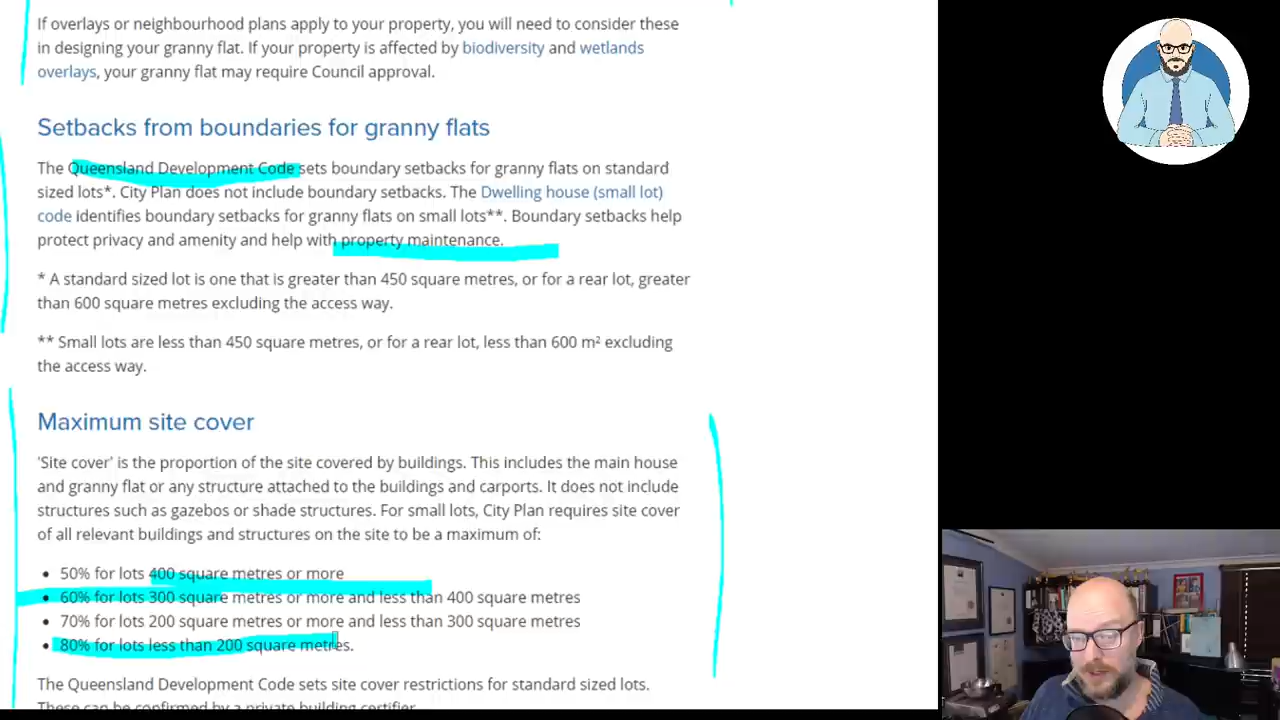 If overlays or neighbourhood plans apply to your property, you will need to consider these
in designing your granny flat. If your property is affected by biodiversity and wetlands
overlays, your granny flat may require Council approval.
Setbacks from boundaries for granny flats
The Queensland Development Code sets boundary setbacks for granny flats on standard
sized lots*. City Plan does not include boundary setbacks. The Dwelling house (small lot)
code identifies boundary setbacks for granny flats on small lots**. Boundary setbacks help
protect privacy and amenity and help with property maintenance.
* A standard sized lot is one that is greater than 450 square metres, or for a rear lot, greater
than 600 square metres excluding the access way.
** Small lots are less than 450 square metres, or for a rear lot, less than 600 m² excluding
the access way.
Maximum site cover
'Site cover' is the proportion of the site covered by buildings. This includes the main house
and granny flat or any structure attached to the buildings and carports. It does not include
structures such as gazebos or shade structures. For small lots, City Plan requires site cover
of all relevant buildings and structures on the site to be a maximum of:
• 50% for lots 400 square metres or more
• 60% for lots 300 square metres or more and less than 400 square metres
• 70% for lots 200 square metres or more and less than 300 square metres
• 80% for lots less than 200 square metres.
The Queensland Development Code sets site cover restrictions for standard sized lots.
These can be confirmed by a private building certifier.